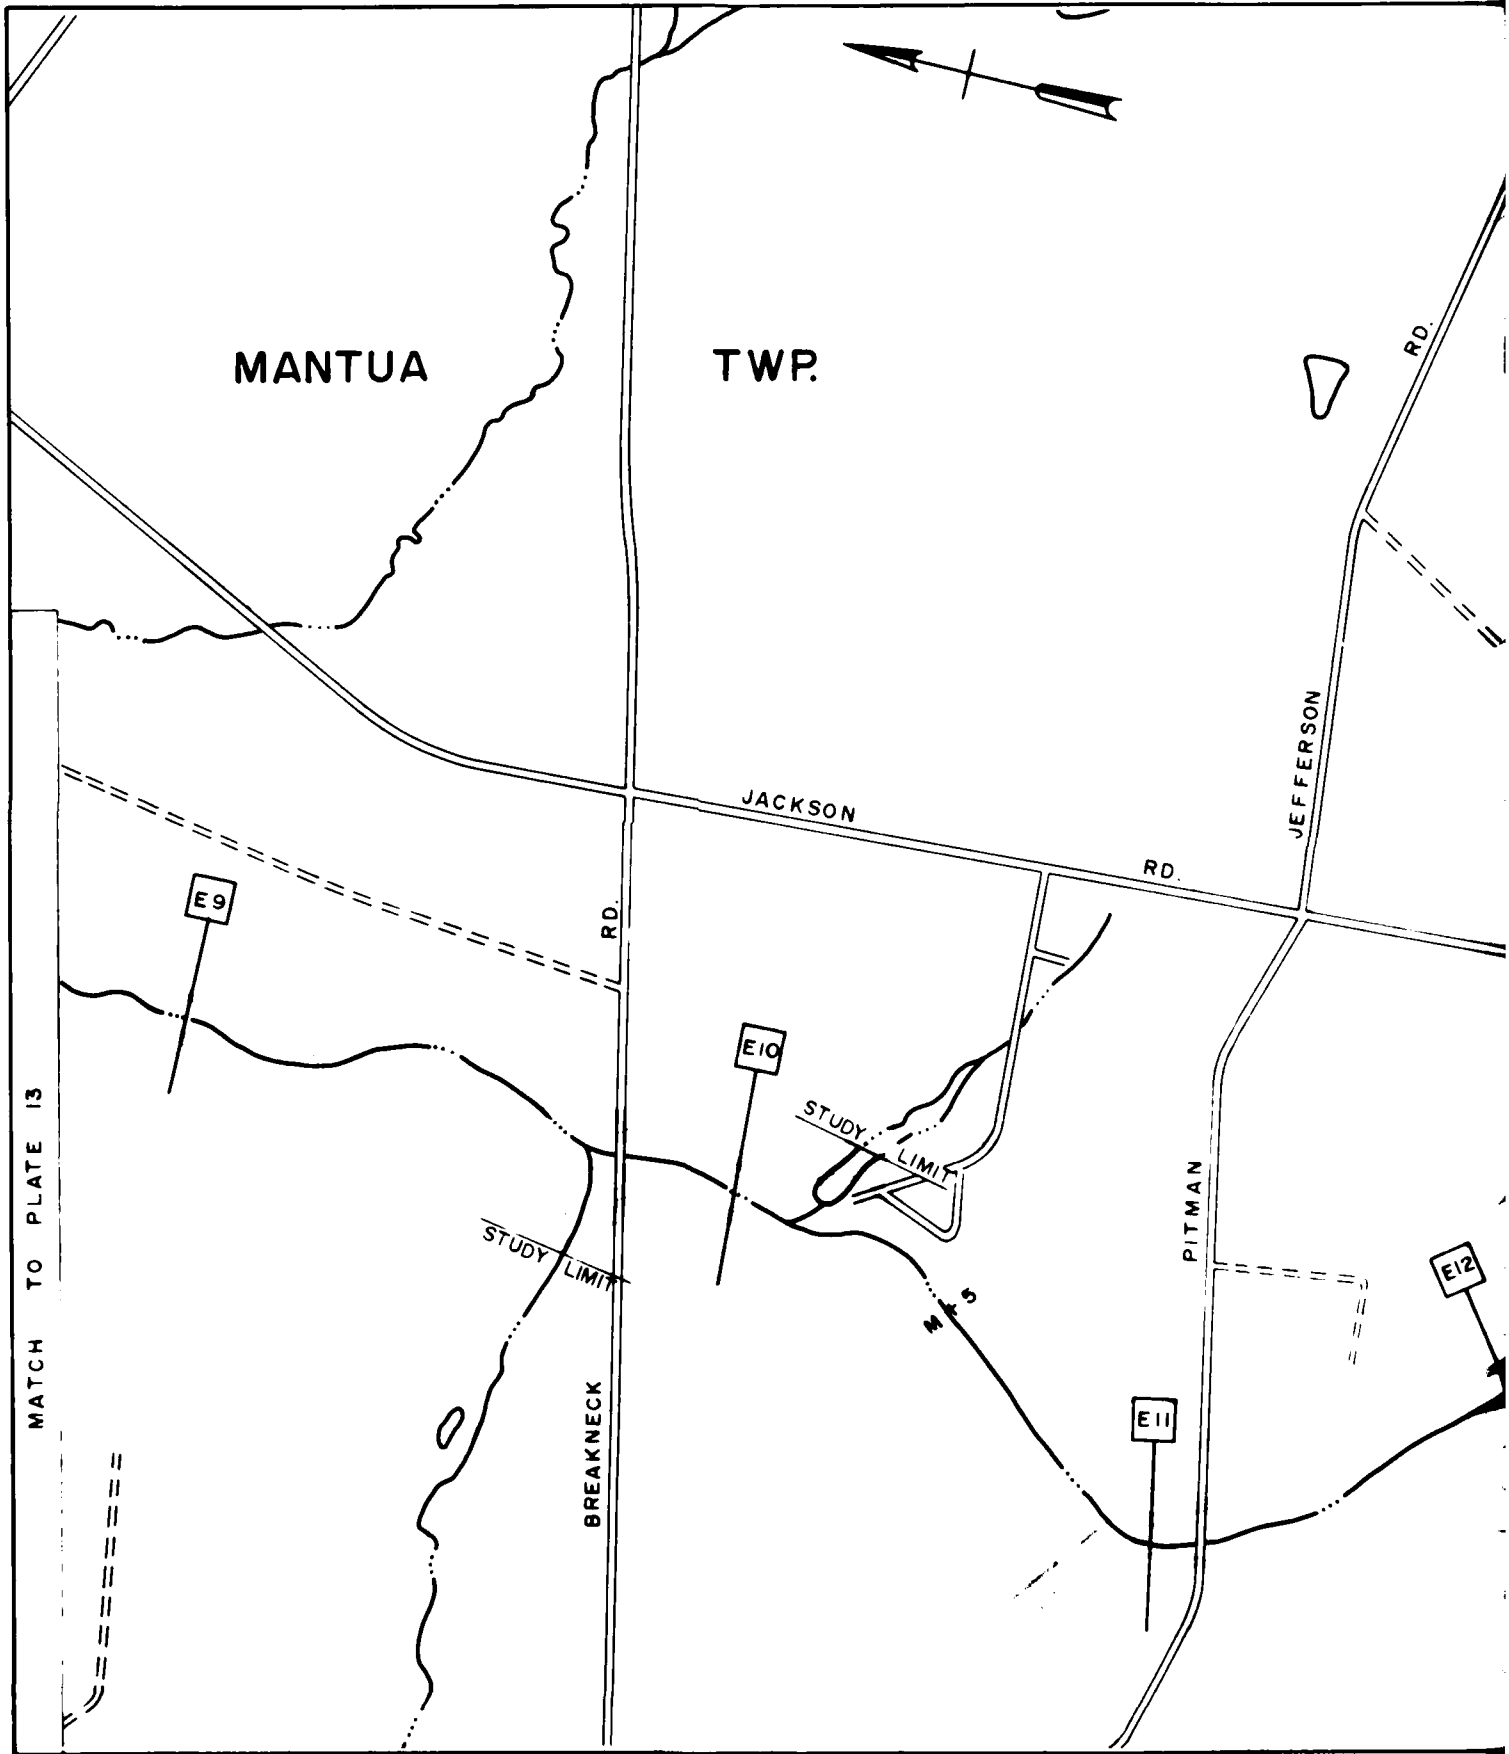 MANTUA TWP.
RD.
JEFFERSON
JACKSON RD.
E9
RD.
E10
STUDY LIMIT
STUDY LIMIT
M + 5
PITMAN
E12
E11
BREAKNECK
MATCH TO PLATE 13